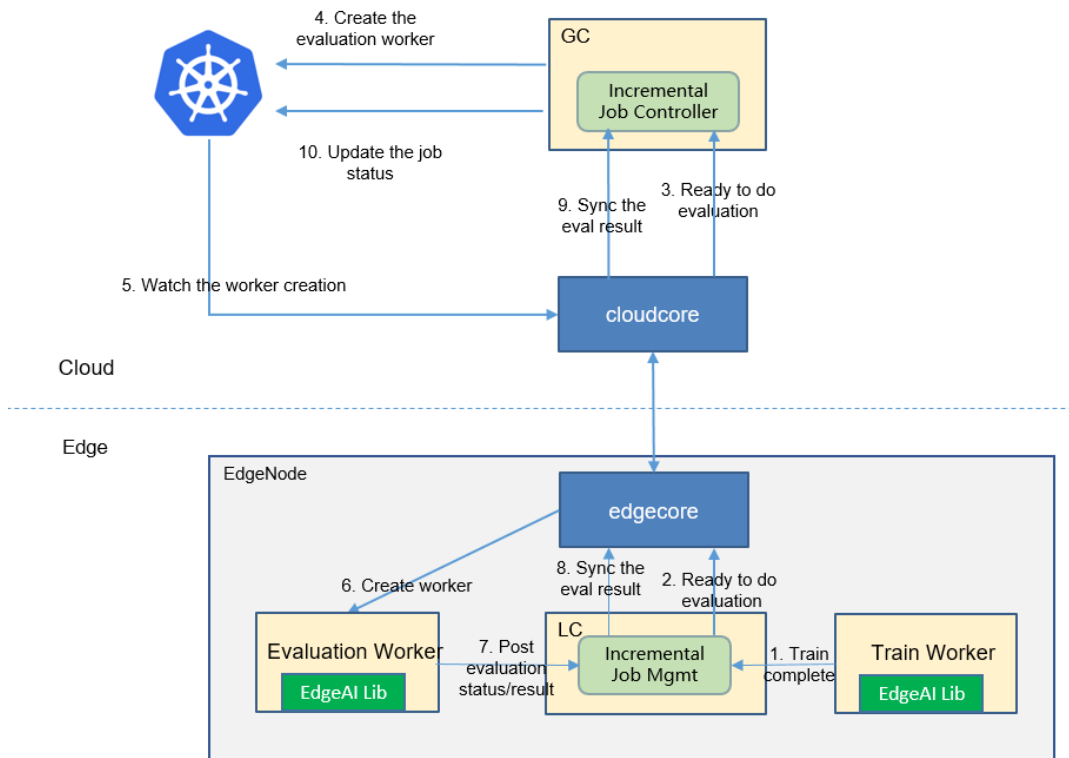 4. Create the
evaluation worker
GC
Incremental
Job Controller
10. Update the job
status
9. Sync the
eval result
3. Ready to do
evaluation
5. Watch the worker creation
cloudcore
Cloud
Edge
EdgeNode
edgecore
6. Create worker
8. Sync the
eval result
2. Ready to do
evaluation
Evaluation Worker
EdgeAI Lib
7. Post
evaluation
status/result
LC
Incremental
Job Mgmt
1. Train
complete
Train Worker
EdgeAI Lib